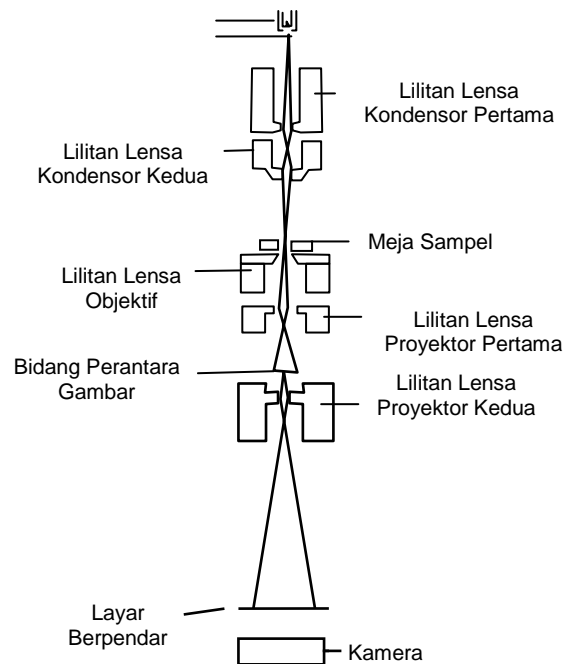 Lilitan Lensa
Kondensor Pertama
Lilitan Lensa
Kondensor Kedua
Meja Sampel
Lilitan Lensa
Objektif
Lilitan Lensa
Proyektor Pertama
Bidang Perantara
Gambar
Lilitan Lensa
Proyektor Kedua
Layar
Berpendar
Kamera